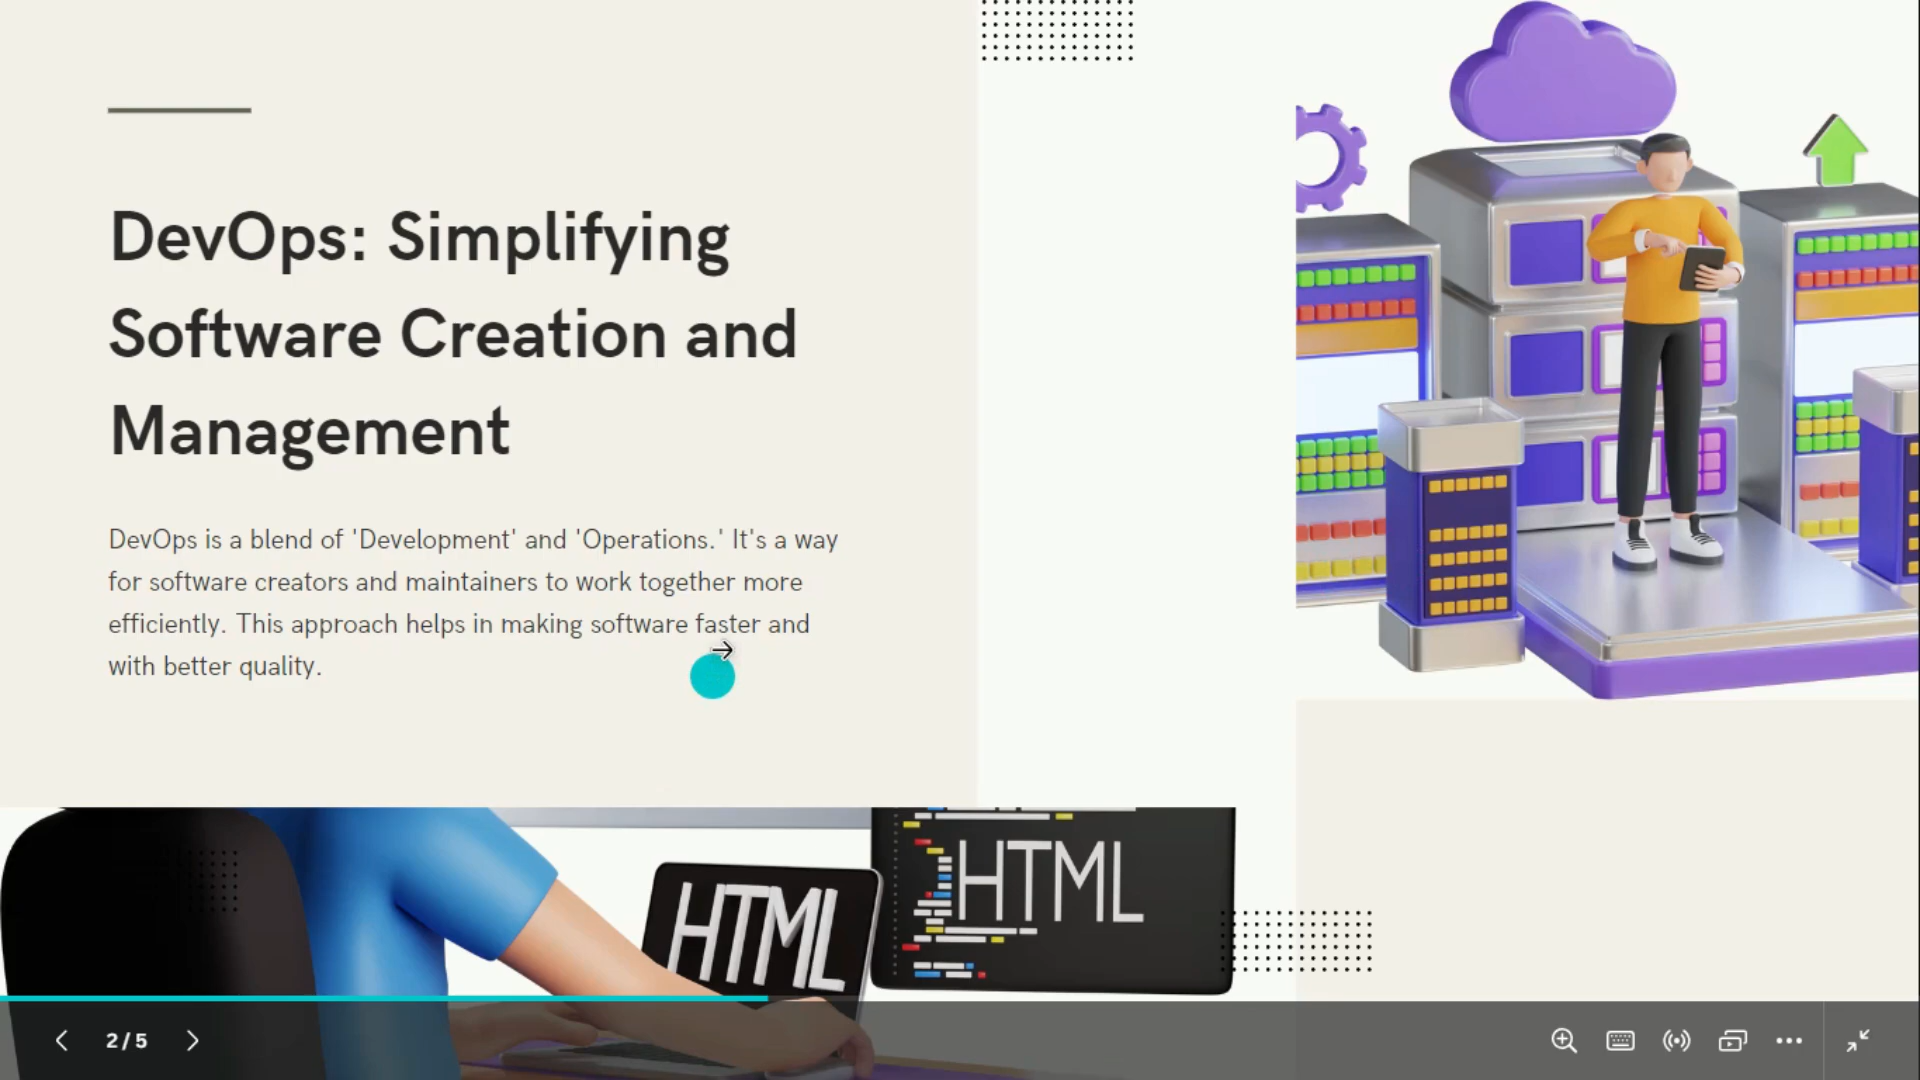 DevOps: Simplifying
Software Creation and
Management
DevOps is a blend of 'Development' and 'Operations.' It's a way
for software creators and maintainers to work together more
efficiently. This approach helps in making software faster and
with better quality.
HTML
HTML
2/5